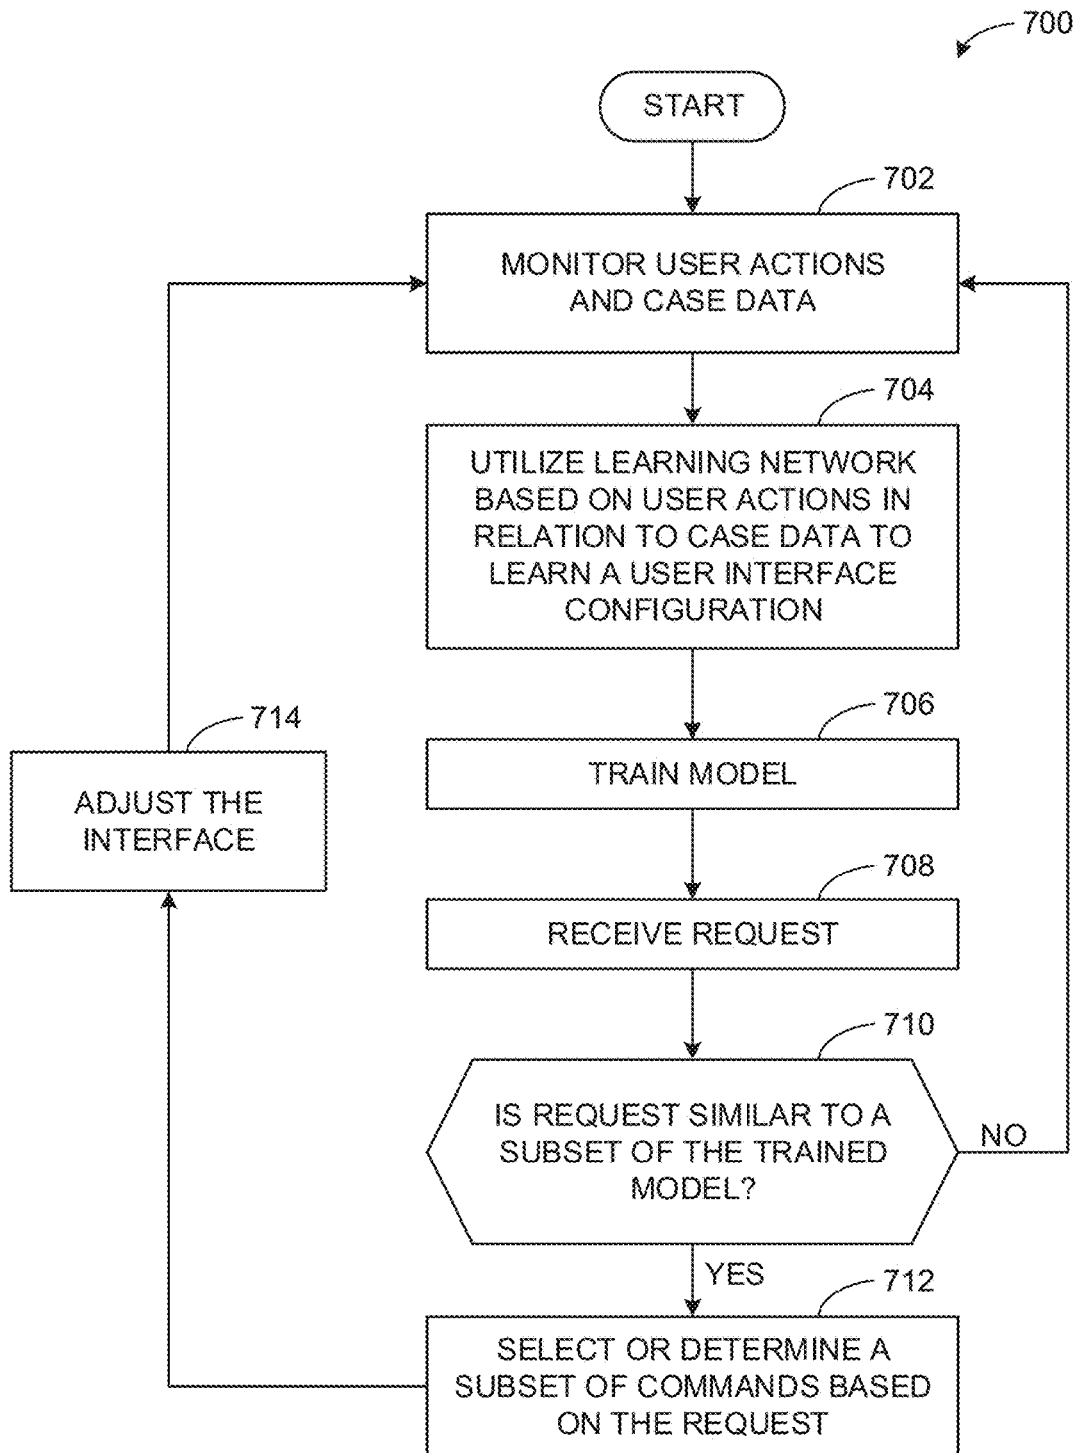 700
START
702
MONITOR USER ACTIONS
AND CASE DATA
704
UTILIZE LEARNING NETWORK
BASED ON USER ACTIONS IN
RELATION TO CASE DATA TO
LEARN A USER INTERFACE
CONFIGURATION
706
TRAIN MODEL
714
ADJUST THE
INTERFACE
708
RECEIVE REQUEST
710
IS REQUEST SIMILAR TO A
SUBSET OF THE TRAINED
MODEL?
NO
YES
712
SELECT OR DETERMINE A
SUBSET OF COMMANDS BASED
ON THE REQUEST